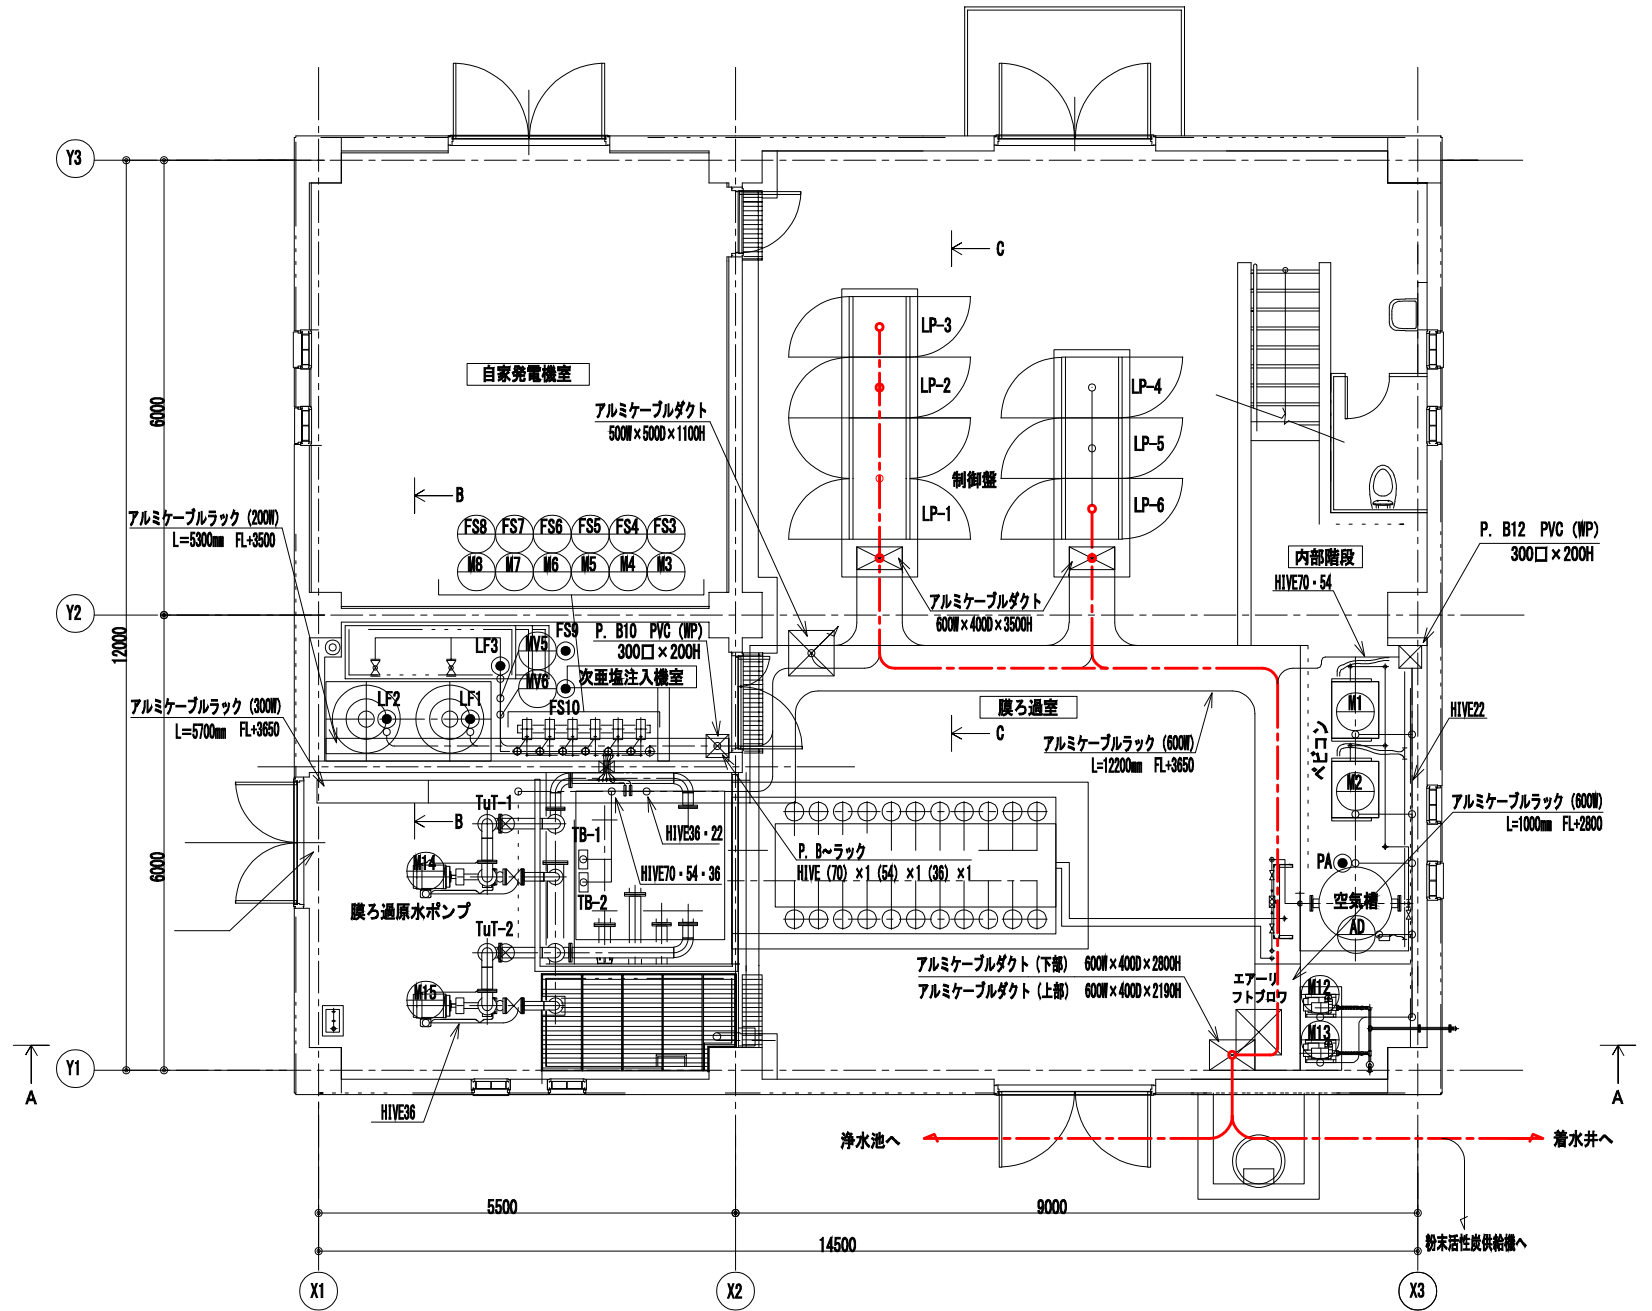 Y3
C
LP-3
自家発電機室
LP-2
LP-4
アルミケーブルダクト
500W×500D×1100H
6000
LP-5
制御盤
B
LP-1
LP-6
アルミケーブルラック (200W)
L=5300mm FL+3500
FS8
FS7
FS6
FS5
FS4
FS3
P. B12 PVC (WP)
300□×200H
M8
M7
M6
M5
M4
M3
内部階段
HIVE70・54
アルミケーブルダクト
600W×400D×3500H
Y2
12000
FS9
P. B10 PVC (WP)
300□×200H
LF3
MV5
次亜塩注入機室
MV6
LF2
LF1
FS10
アルミケーブルラック (300W)
L=5700mm FL+3650
膜ろ過室
M1
HIVE22
C
アルミケーブルラック (600W)
L=12200mm FL+3650
ベビコン
M2
TuT-1
B
TB-1
HIVE36・22
アルミケーブルラック (600W)
L=1000mm FL+2800
P. B~ラック
HIVE (70) ×1 (54) ×1 (36) ×1
M14
HIVE70・54・36
PA
6000
TB-2
空気槽
膜ろ過原水ポンプ
TuT-2
AD
アルミケーブルダクト (下部) 600W×400D×2800H
アルミケーブルダクト (上部) 600W×400D×2190H
エアーリ
フトブロワ
M15
M12
M13
Y1
A
A
HIVE36
浄水池へ
着水井へ
5500
9000
14500
粉末活性炭供給機へ
X1
X2
X3